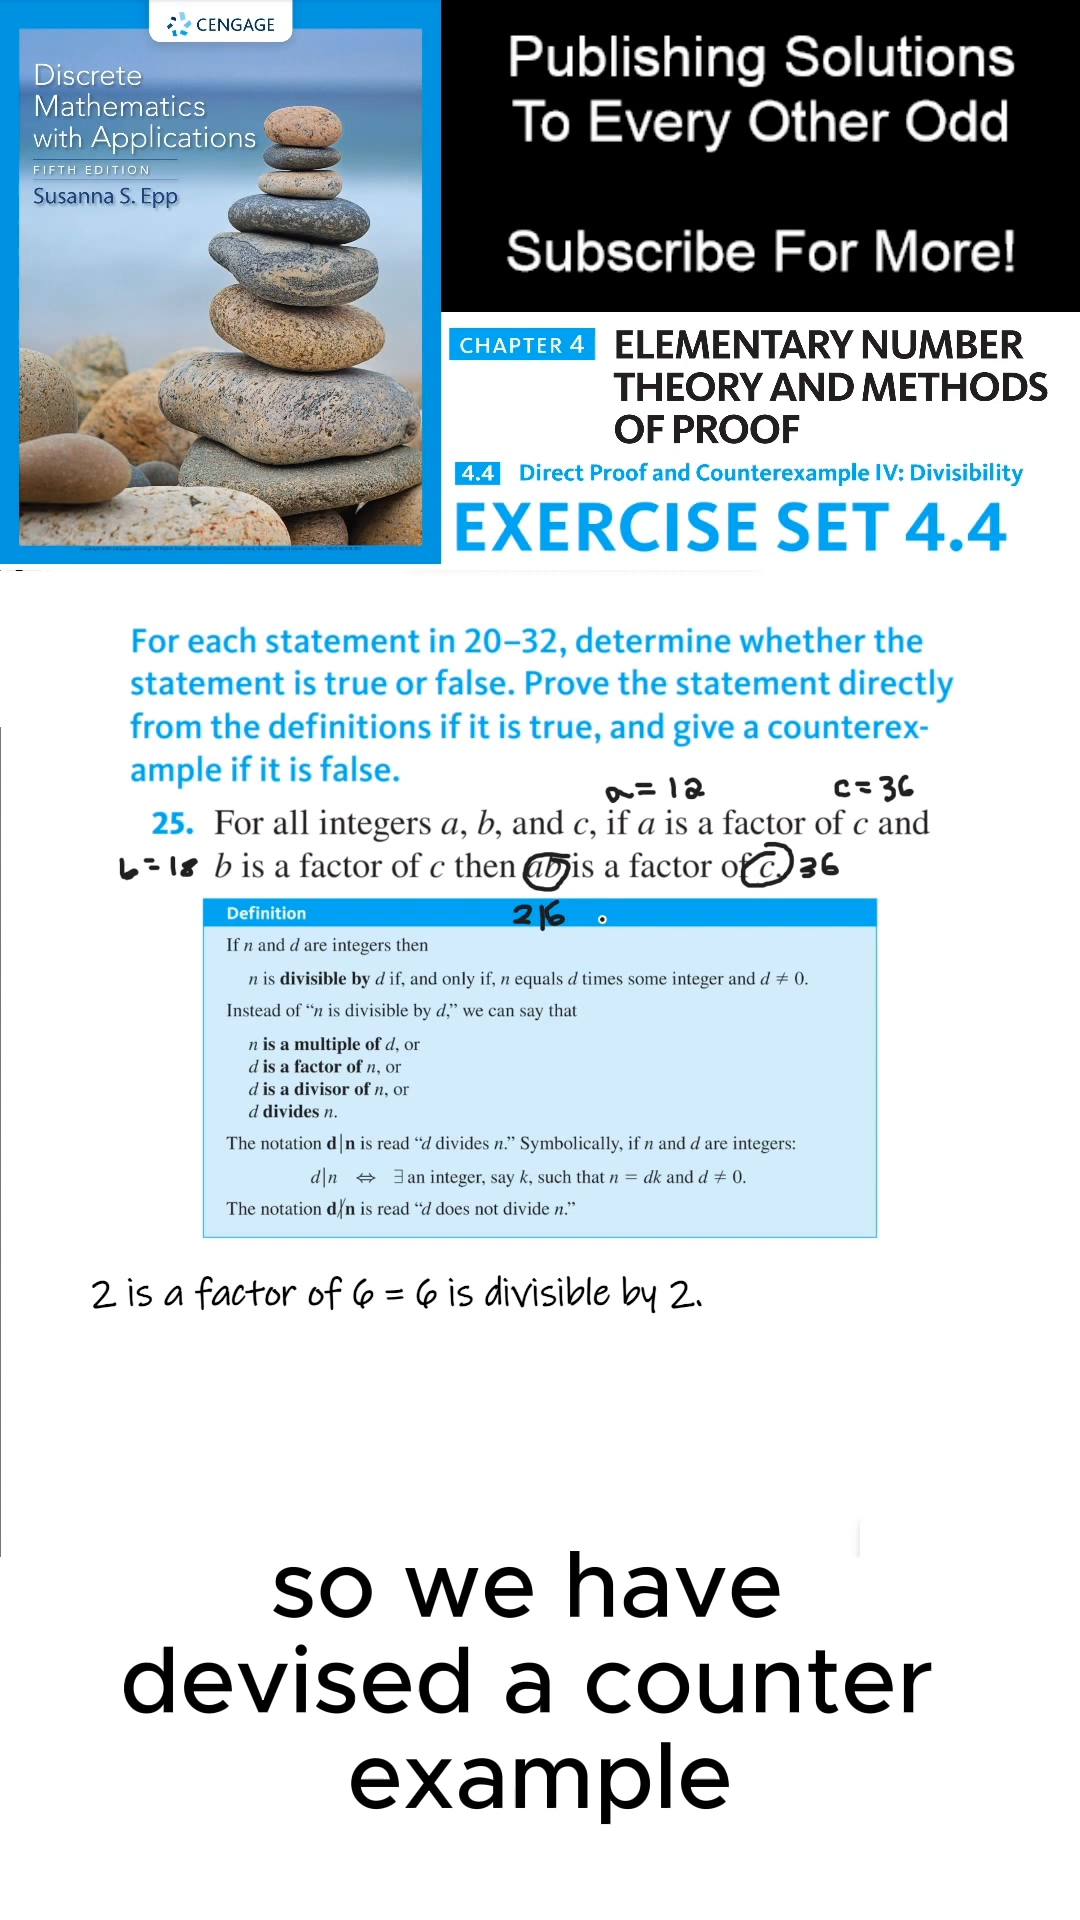 CENGAGE
Discrete
Mathematics
with Applications
FIFTH EDITION
Susanna S. Epp
Publishing Solutions
To Every Other Odd
Subscribe For More!
CHAPTER 4 ELEMENTARY NUMBER
THEORY AND METHODS
OF PROOF
4.4 Direct Proof and Counterexample IV: Divisibility
EXERCISE SET 4.4
For each statement in 20–32, determine whether the
statement is true or false. Prove the statement directly
from the definitions if it is true, and give a counterex-
ample if it is false.
a = 12 c = 36
25. For all integers a, b, and c, if a is a factor of c and
b = 18 b is a factor of c then ab is a factor of c. 36
Definition 216
If n and d are integers then
n is divisible by d if, and only if, n equals d times some integer and d ≠ 0.
Instead of “n is divisible by d,” we can say that
n is a multiple of d, or
d is a factor of n, or
d is a divisor of n, or
d divides n.
The notation d|n is read “d divides n.” Symbolically, if n and d are integers:
d|n ⇔ ∃ an integer, say k, such that n = dk and d ≠ 0.
The notation d∤n is read “d does not divide n.”
2 is a factor of 6 = 6 is divisible by 2.
so we have
devised a counter
example